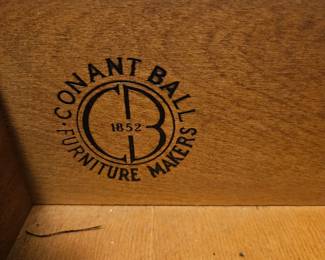 CONANT BALL
CB
1852
· FURNITURE MAKERS ·